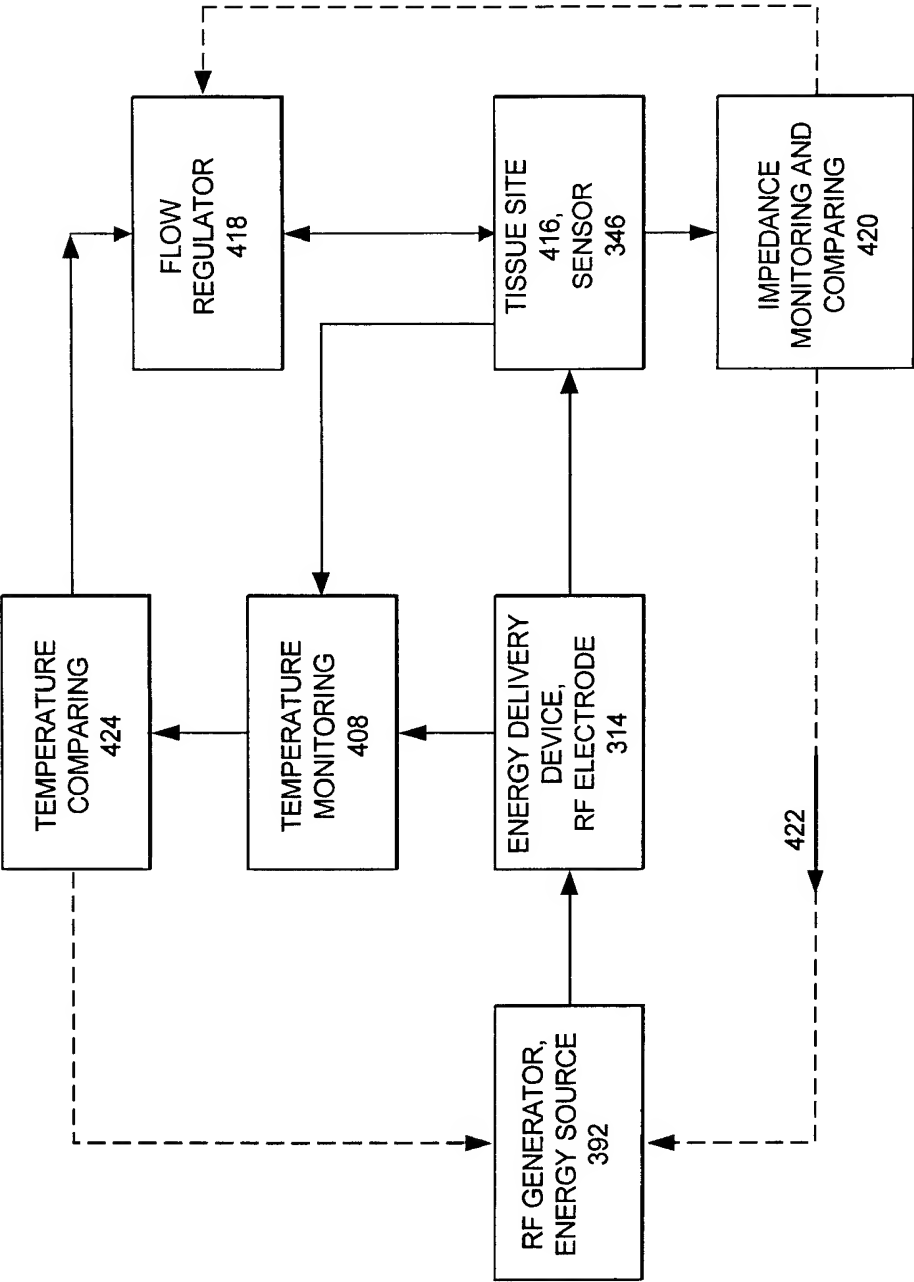 TEMPERATURE
COMPARING
424
FLOW
REGULATOR
418
TEMPERATURE
MONITORING
408
RF GENERATOR,
ENERGY SOURCE
392
ENERGY DELIVERY
DEVICE,
RF ELECTRODE
314
TISSUE SITE
416,
SENSOR
346
422
IMPEDANCE
MONITORING AND
COMPARING
420